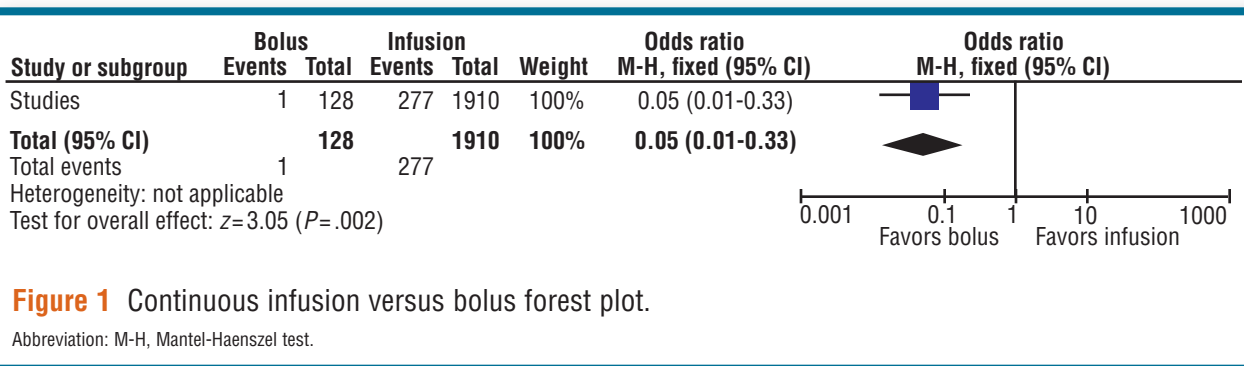 Bolus Infusion Odds ratio Odds ratio
Study or subgroup Events Total Events Total Weight M-H, fixed (95% CI) M-H, fixed (95% CI)
Studies 1 128 277 1910 100% 0.05 (0.01-0.33)
Total (95% CI) 128 1910 100% 0.05 (0.01-0.33)
Total events 1 277
Heterogeneity: not applicable
Test for overall effect: z=3.05 (P=.002)
0.001 0.1 1 10 1000
Favors bolus Favors infusion
Figure 1 Continuous infusion versus bolus forest plot.
Abbreviation: M-H, Mantel-Haenszel test.